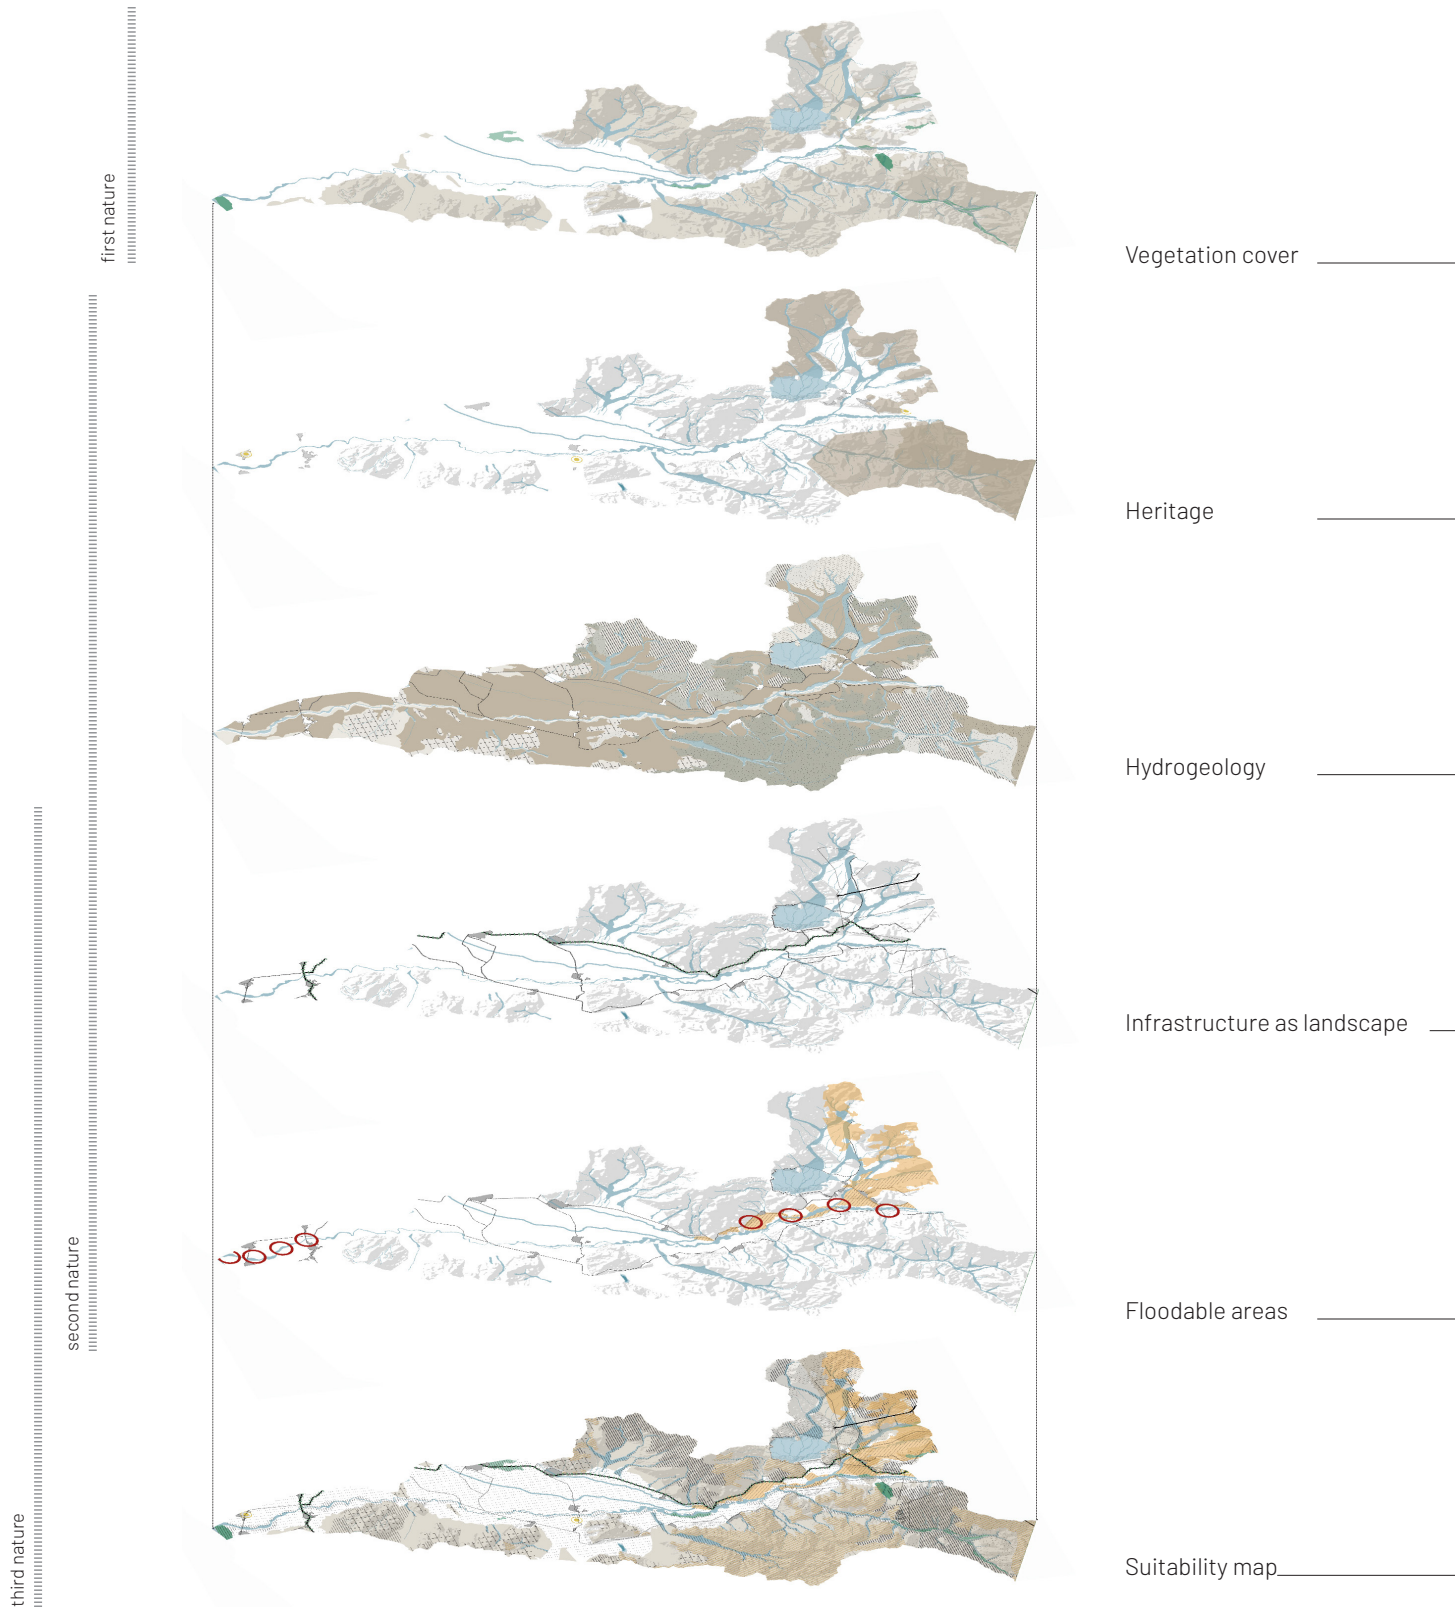 first nature
Vegetation cover
Heritage
Hydrogeology
Infrastructure as landscape
second nature
Floodable areas
third nature
Suitability map